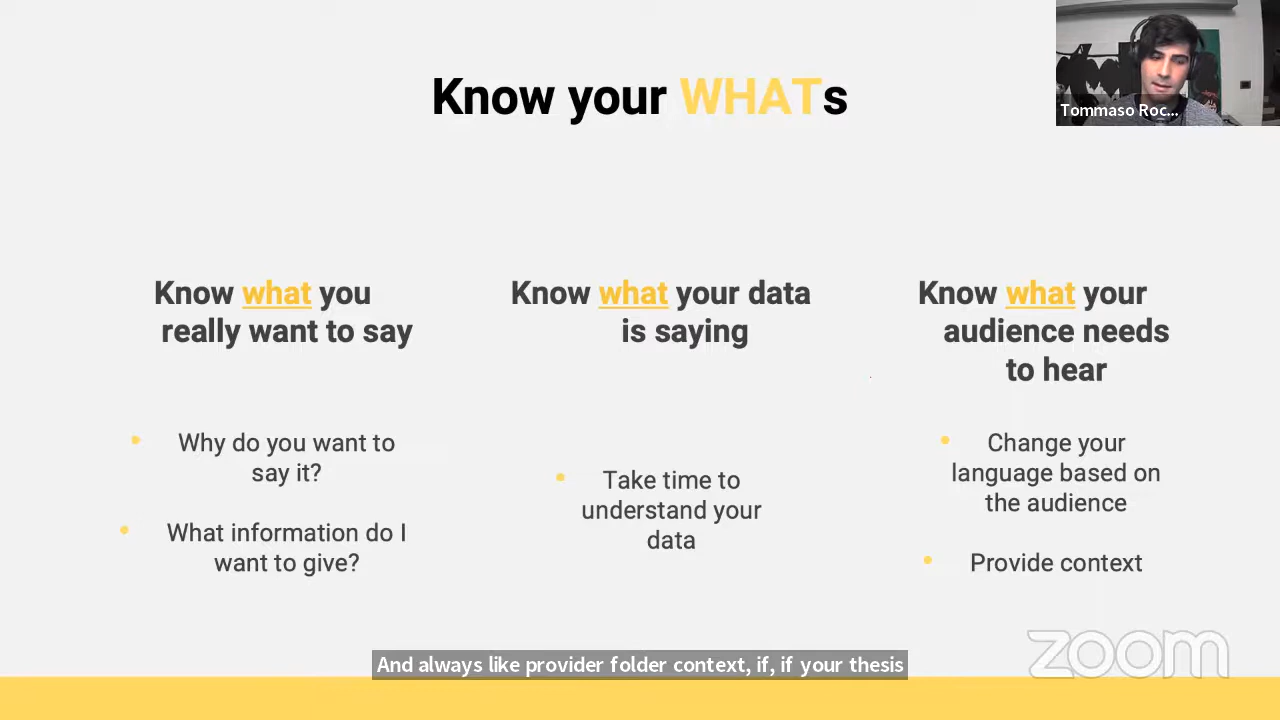 Know your WHATs
Tommaso Roc...
Know what you
really want to say
Why do you want to
say it?
What information do I
want to give?
Know what your data
is saying
Take time to
understand your
data
Know what your
audience needs
to hear
Change your
language based on
the audience
Provide context
zoom
And always like provider folder context, if, if your thesis